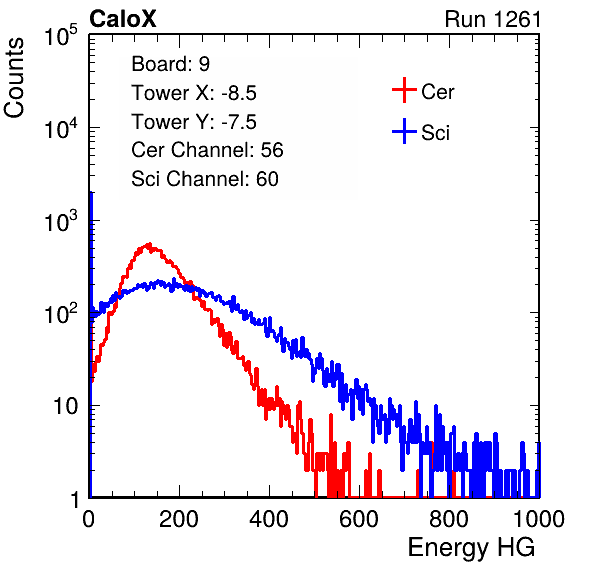 CaloX Run 1261
Counts
Board: 9
Tower X: -8.5
Tower Y: -7.5
Cer Channel: 56
Sci Channel: 60
Cer
Sci
10^5
10^4
10^3
10^2
10
1
0 200 400 600 800 1000
Energy HG